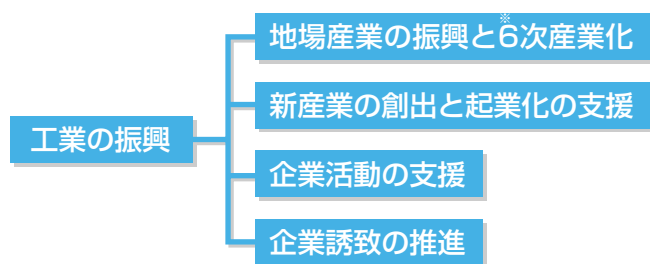 工業の振興
地場産業の振興と※6次産業化
新産業の創出と起業化の支援
企業活動の支援
企業誘致の推進